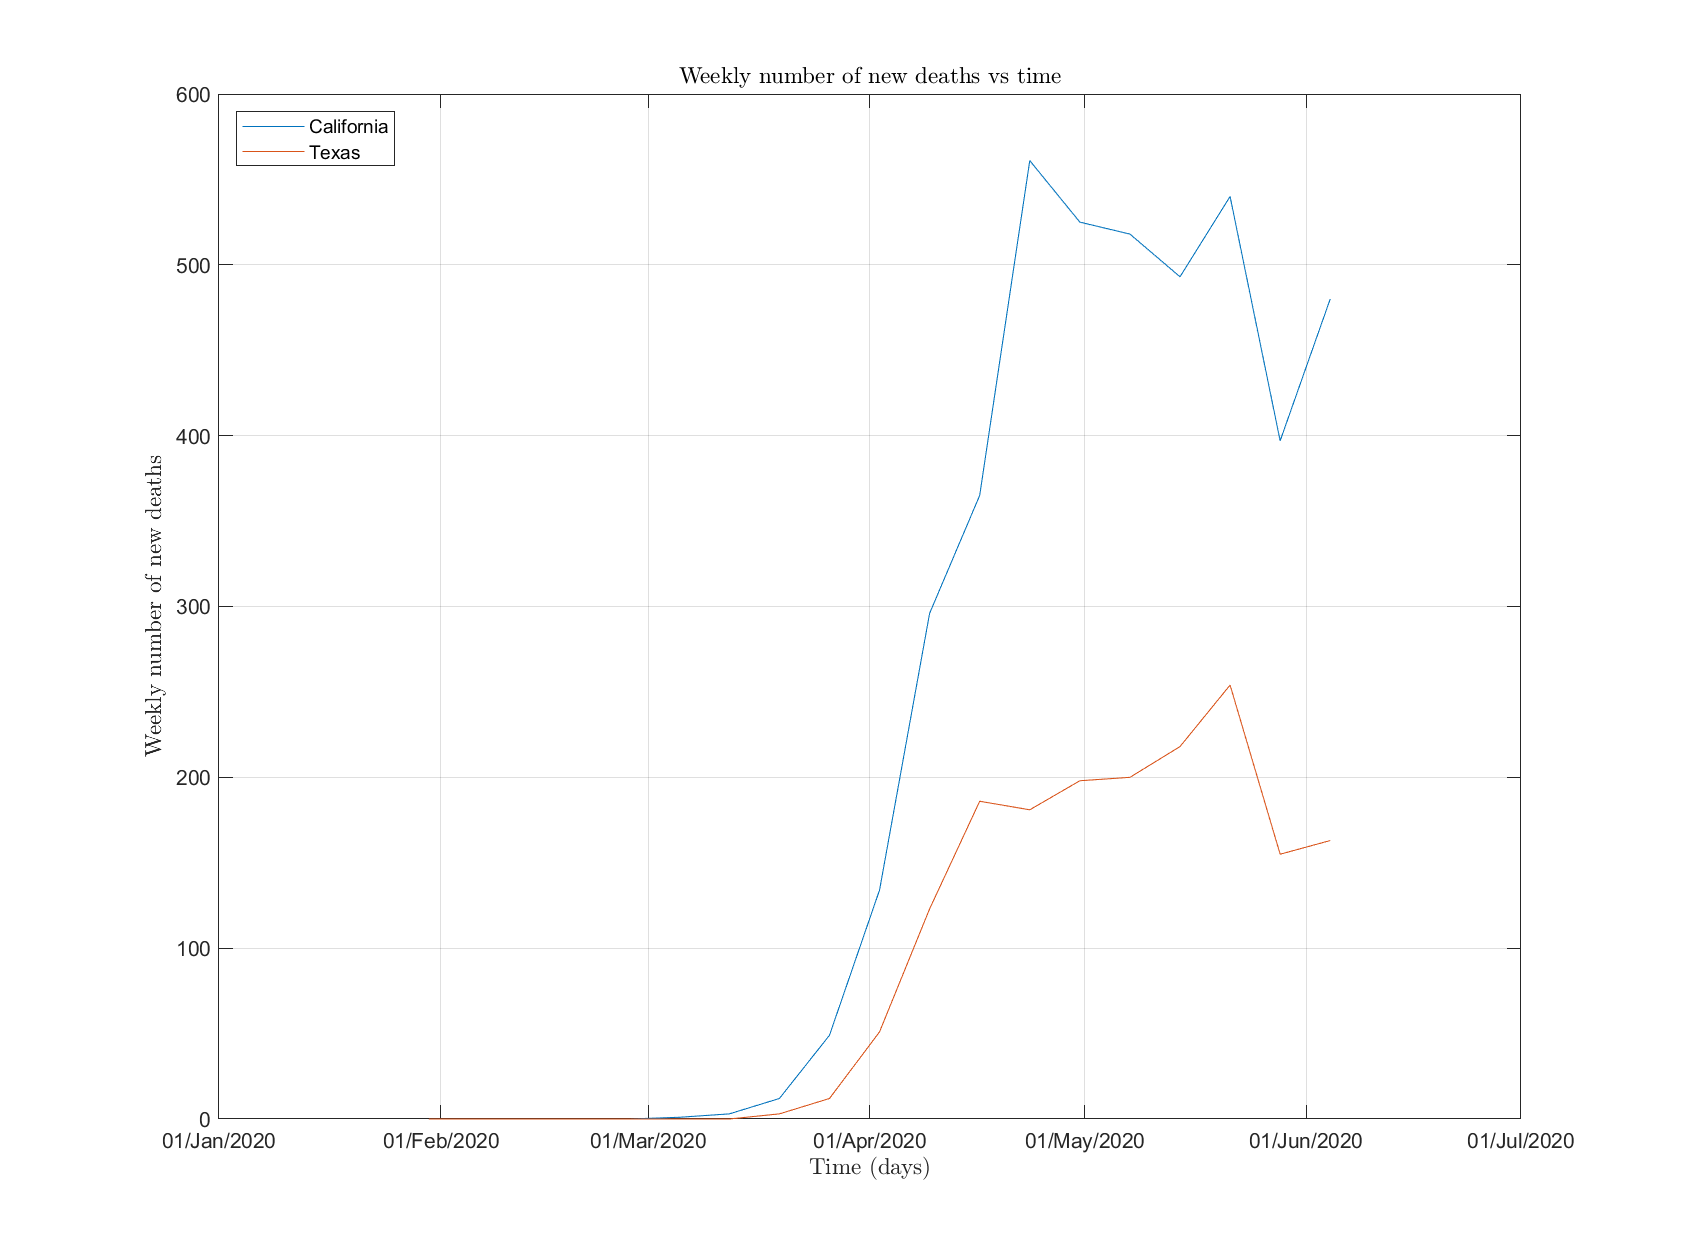 Weekly number of new deaths vs time
600
California
Texas
500
400
300
200
100
0
Weekly number of new deaths
01/Jan/2020 01/Feb/2020 01/Mar/2020 01/Apr/2020 01/May/2020 01/Jun/2020 01/Jul/2020
Time (days)